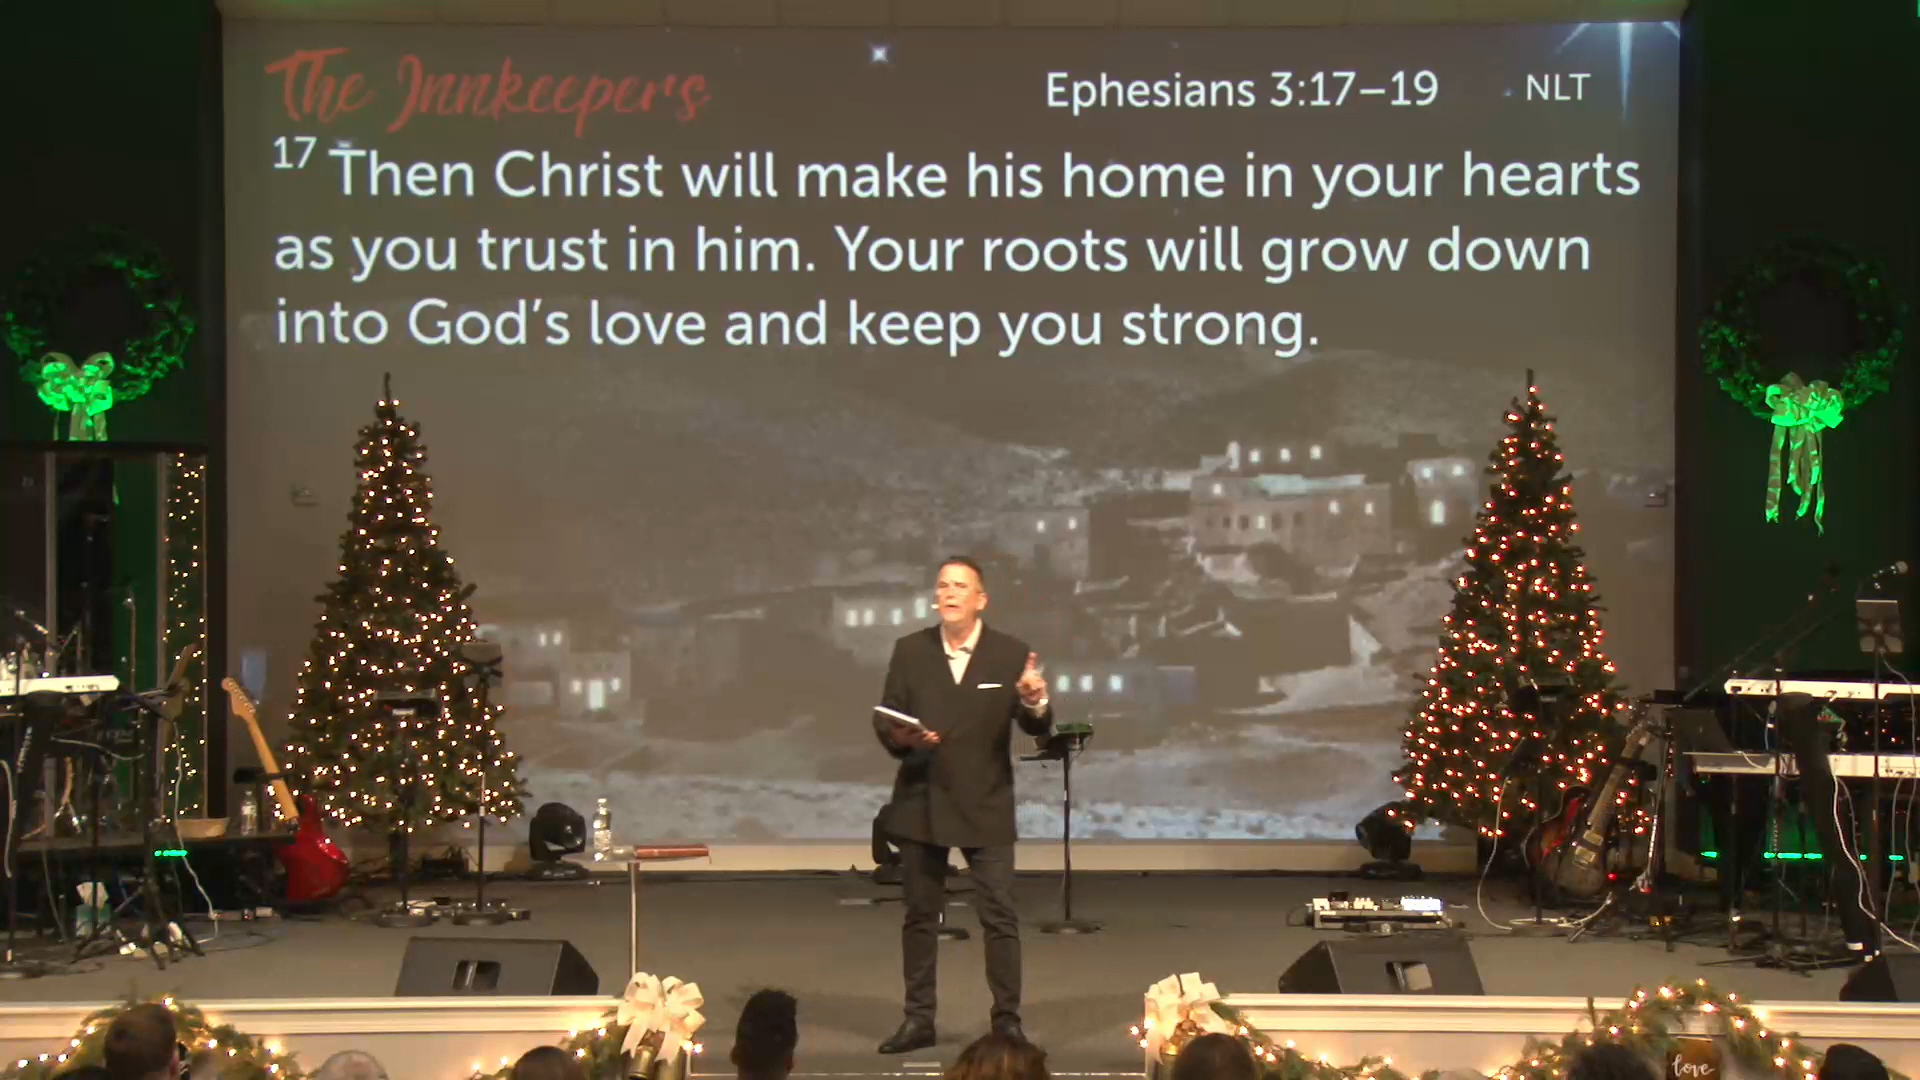 The Innkeepers
Ephesians 3:17–19 NLT
17 Then Christ will make his home in your hearts
as you trust in him. Your roots will grow down
into God’s love and keep you strong.
love